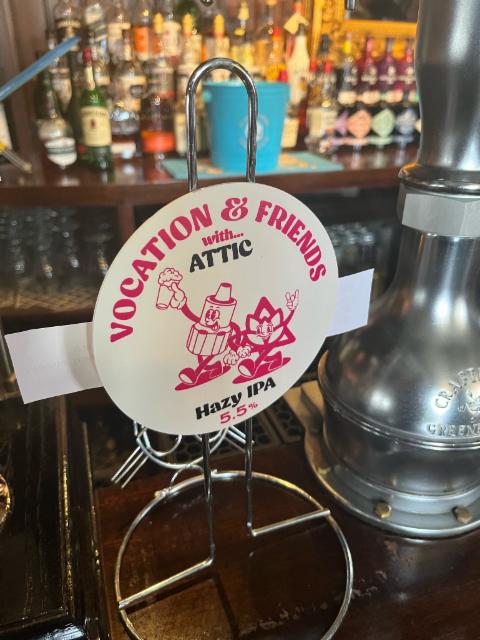 VOCATION & FRIENDS
with...
ATTIC
Hazy IPA
5.5%